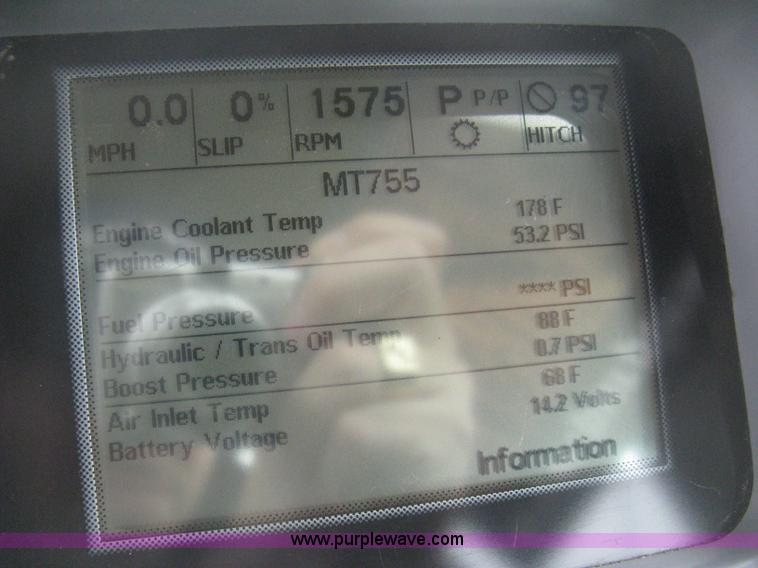 0.0 0% 1575 P P/P 97
MPH SLIP RPM HITCH
MT755
Engine Coolant Temp 178 F
Engine Oil Pressure 53.2 PSI
Fuel Pressure **** PSI
Hydraulic / Trans Oil Temp 88 F
Boost Pressure 0.7 PSI
Air Inlet Temp 68 F
Battery Voltage 14.2 Volts
Information
www.purplewave.com